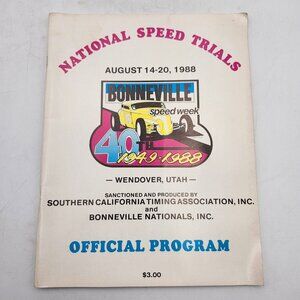 NATIONAL SPEED TRIALS
AUGUST 14-20, 1988
BONNEVILLE
speed week
40TH
1949-1988
— WENDOVER, UTAH —
SANCTIONED AND PRODUCED BY
SOUTHERN CALIFORNIA TIMING ASSOCIATION, INC.
and
BONNEVILLE NATIONALS, INC.
OFFICIAL PROGRAM
$3.00